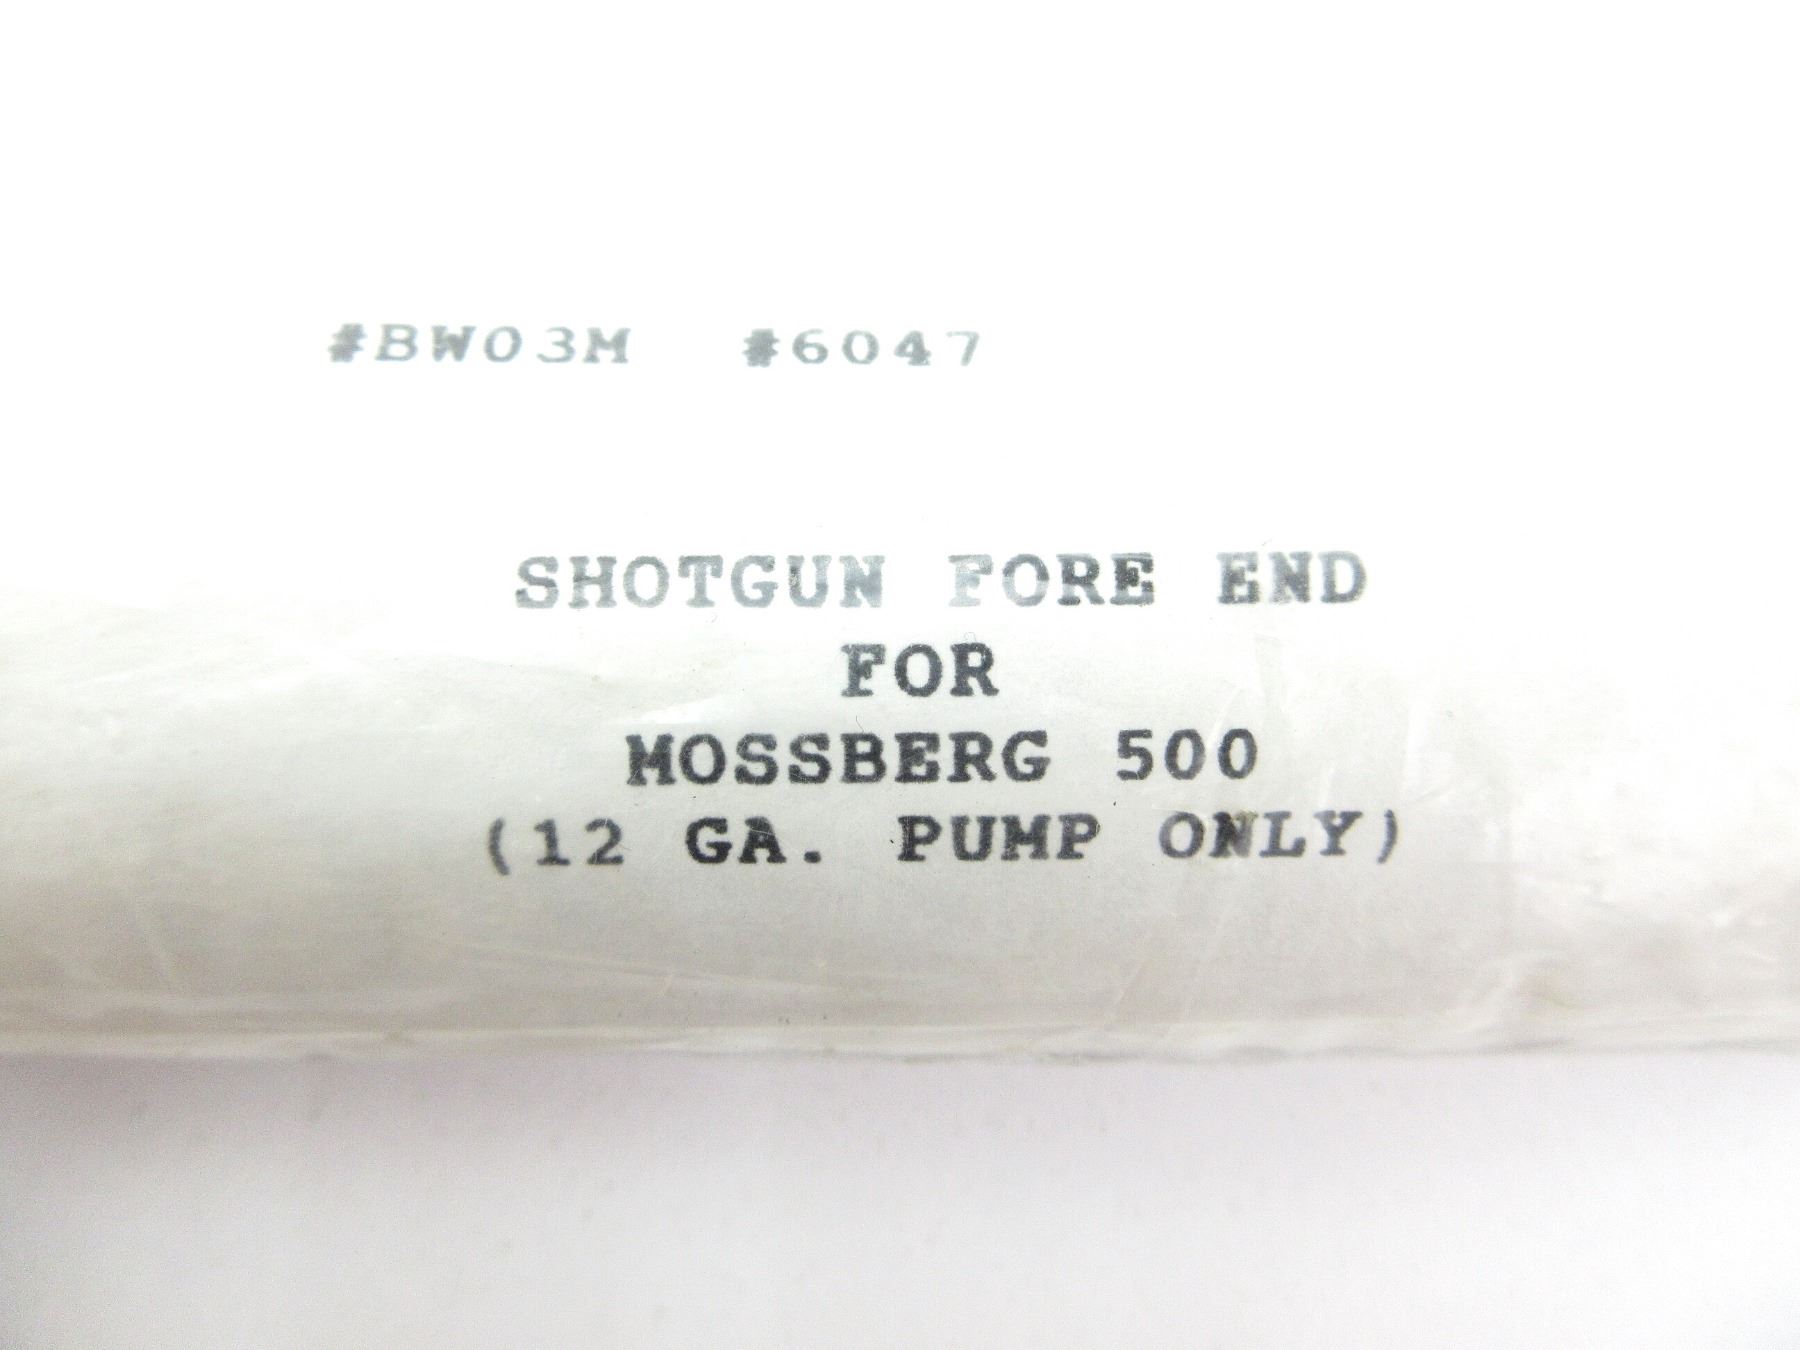 #BW03M #6047
SHOTGUN FORE END
FOR
MOSSBERG 500
(12 GA. PUMP ONLY)